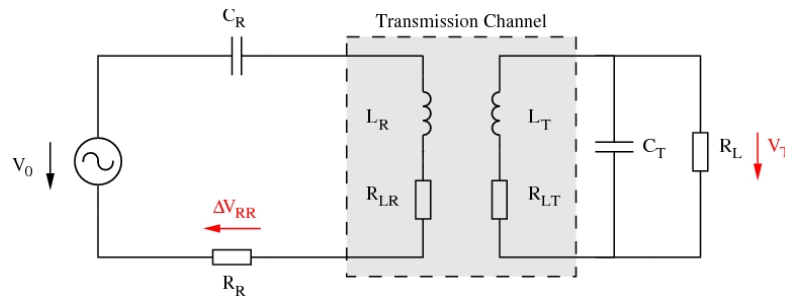 C_R
Transmission Channel
L_R
L_T
V_0
C_T
R_L
V_T
R_LR
R_LT
ΔV_RR
R_R